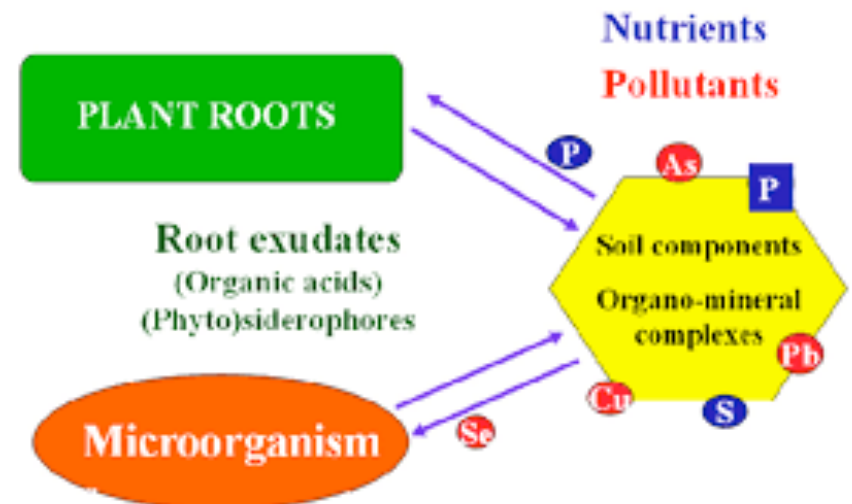 Nutrients
Pollutants
PLANT ROOTS
P
As
P
Root exudates
(Organic acids)
(Phyto)siderophores
Soil components
Organo-mineral
complexes
Pb
Cu
S
Se
Microorganism